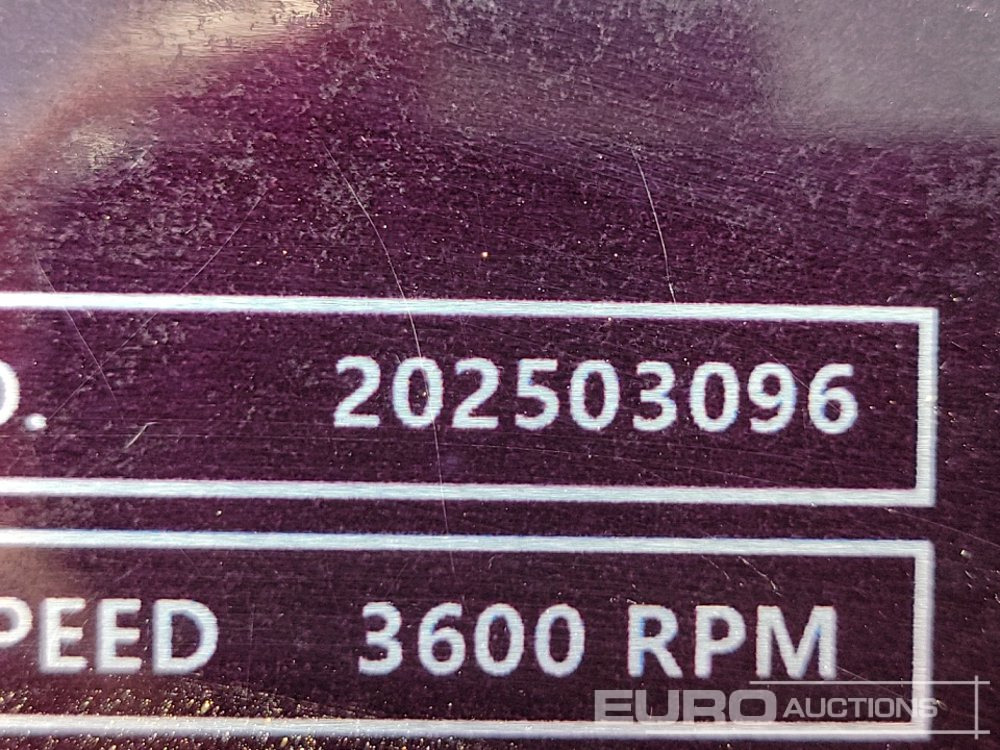 O. 202503096
PEED 3600 RPM
EURO AUCTIONS